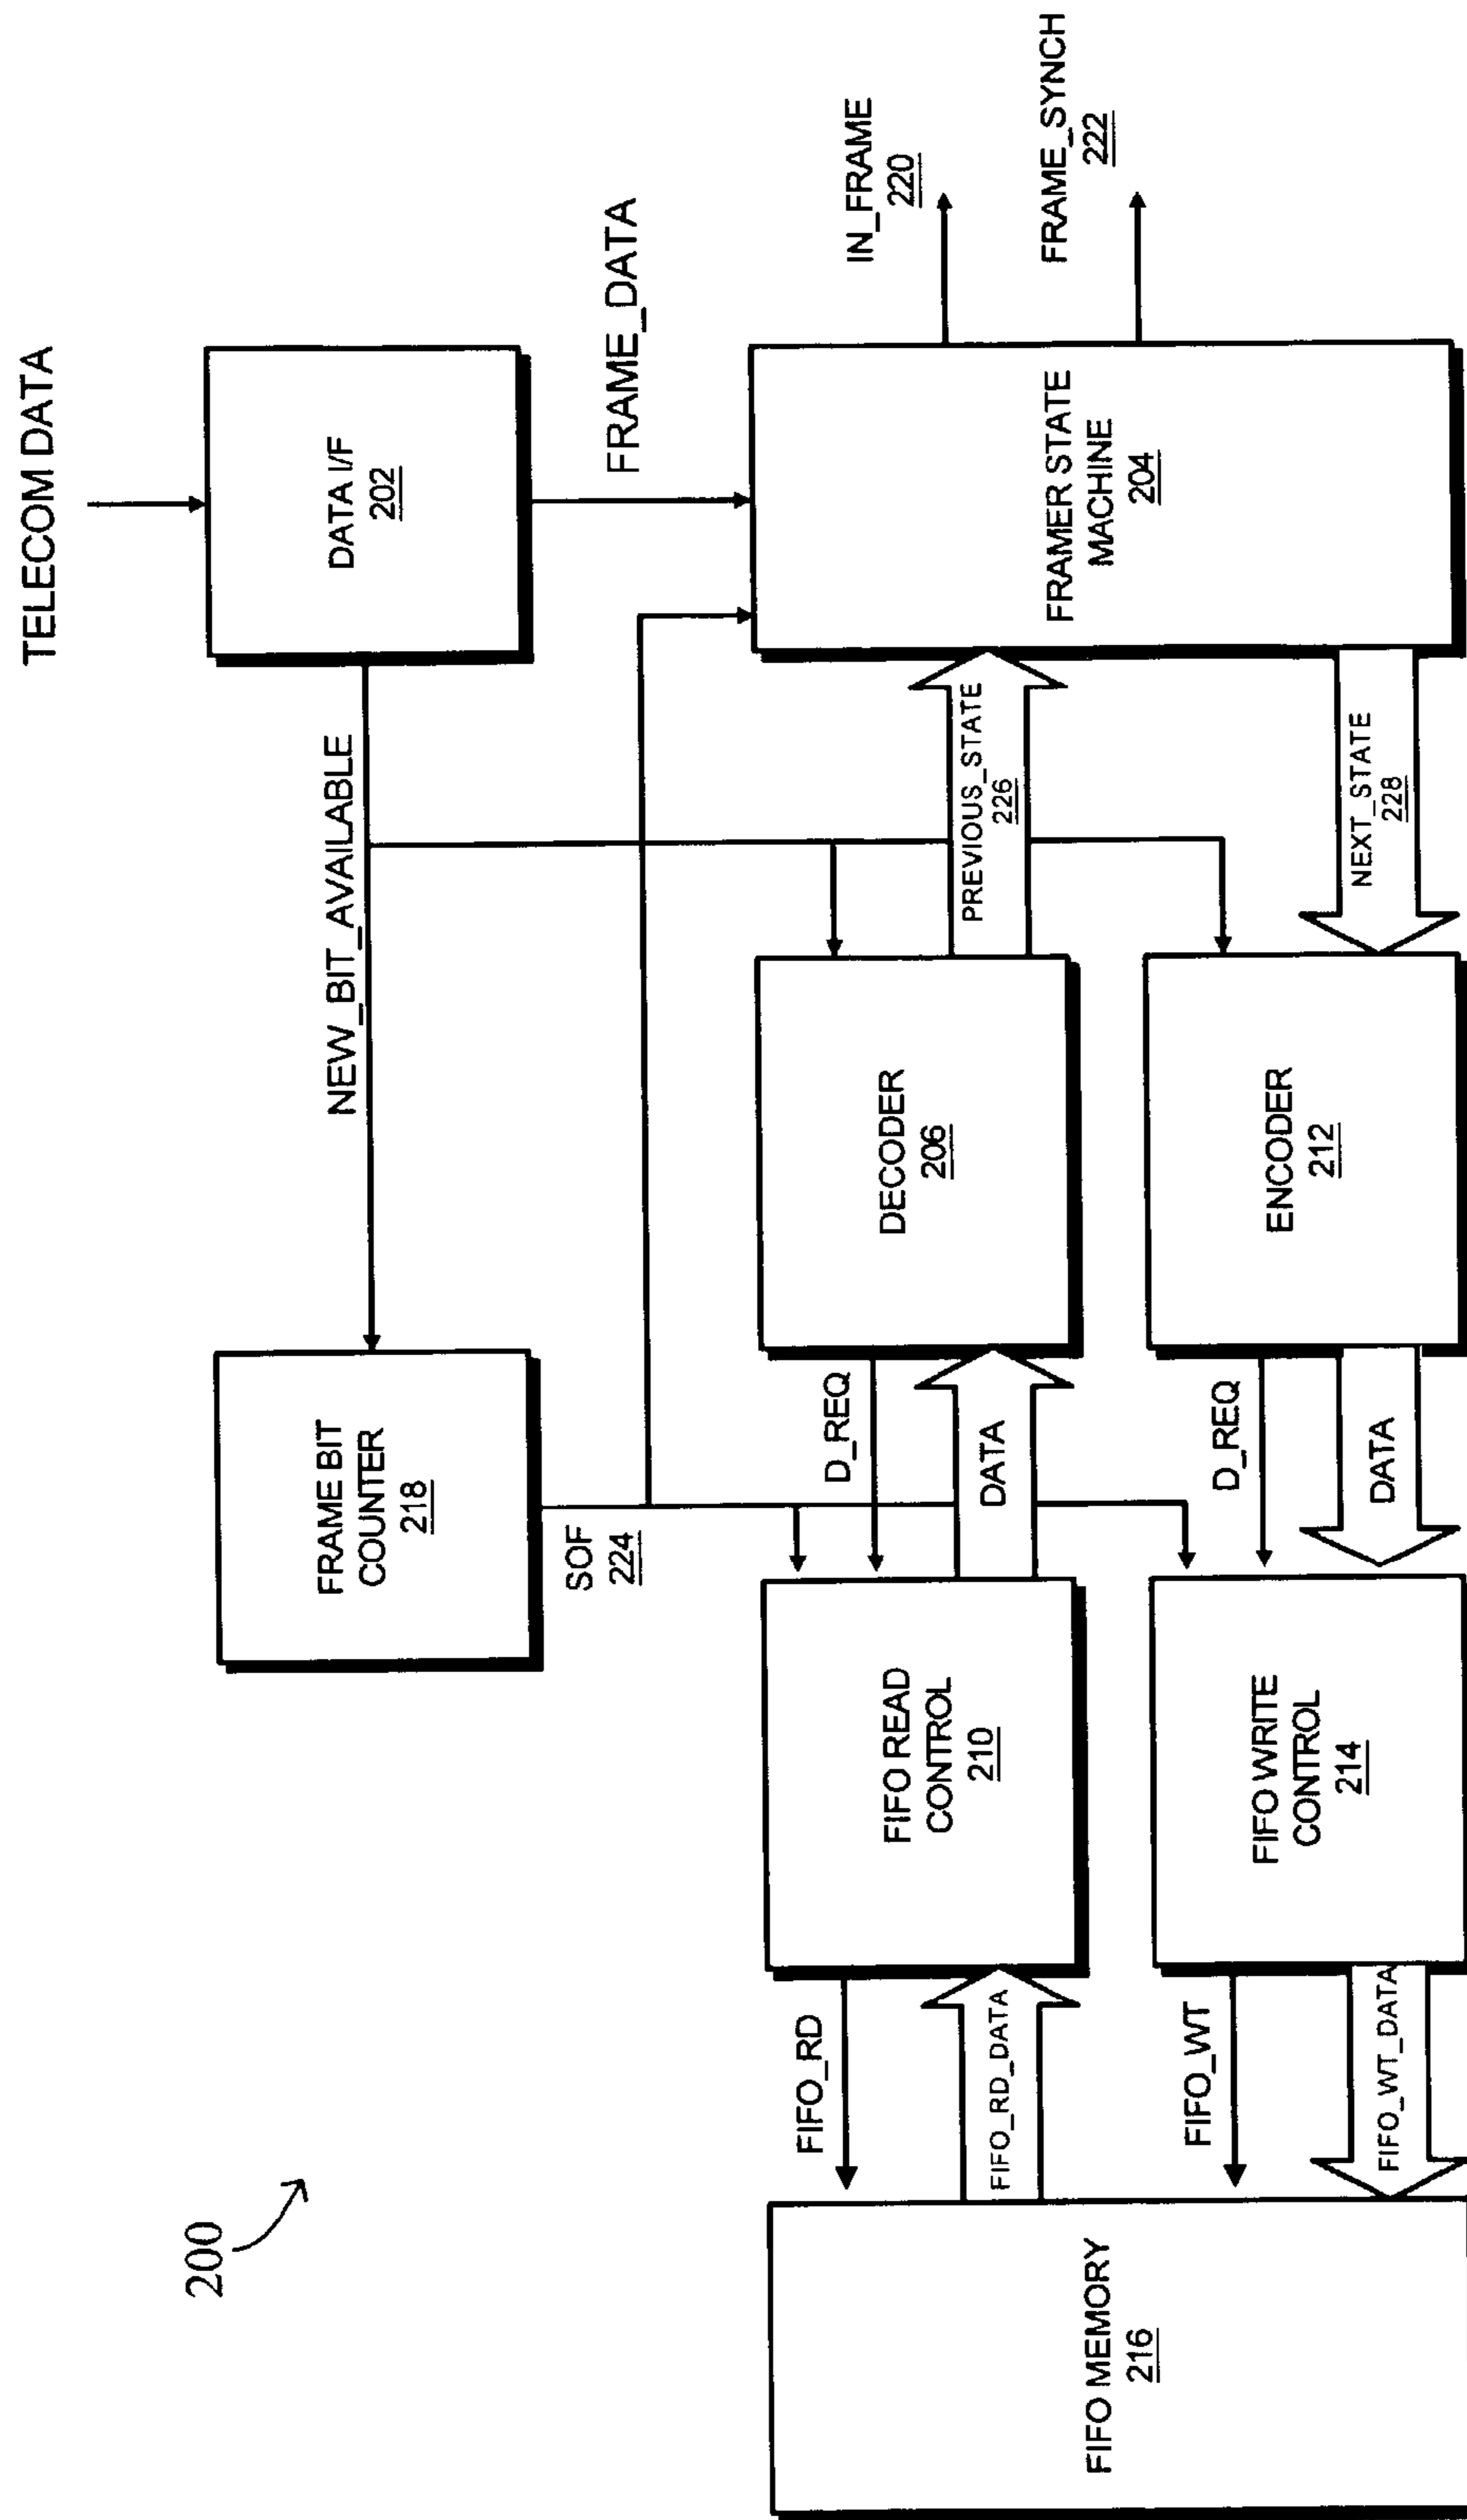 200
TELECOM DATA
DATA I/F
202
NEW_BIT_AVAILABLE
FRAME BIT
COUNTER
218
SOF
224
FRAME_DATA
FIFO MEMORY
216
FIFO_RD
FIFO_RD_DATA
FIFO READ
CONTROL
210
D_REQ
DATA
DECODER
206
PREVIOUS_STATE
226
FRAMER STATE
MACHINE
204
IN_FRAME
220
FRAME_SYNCH
222
FIFO_WT
FIFO_WT_DATA
FIFO WRITE
CONTROL
214
D_REQ
DATA
ENCODER
212
NEXT_STATE
228